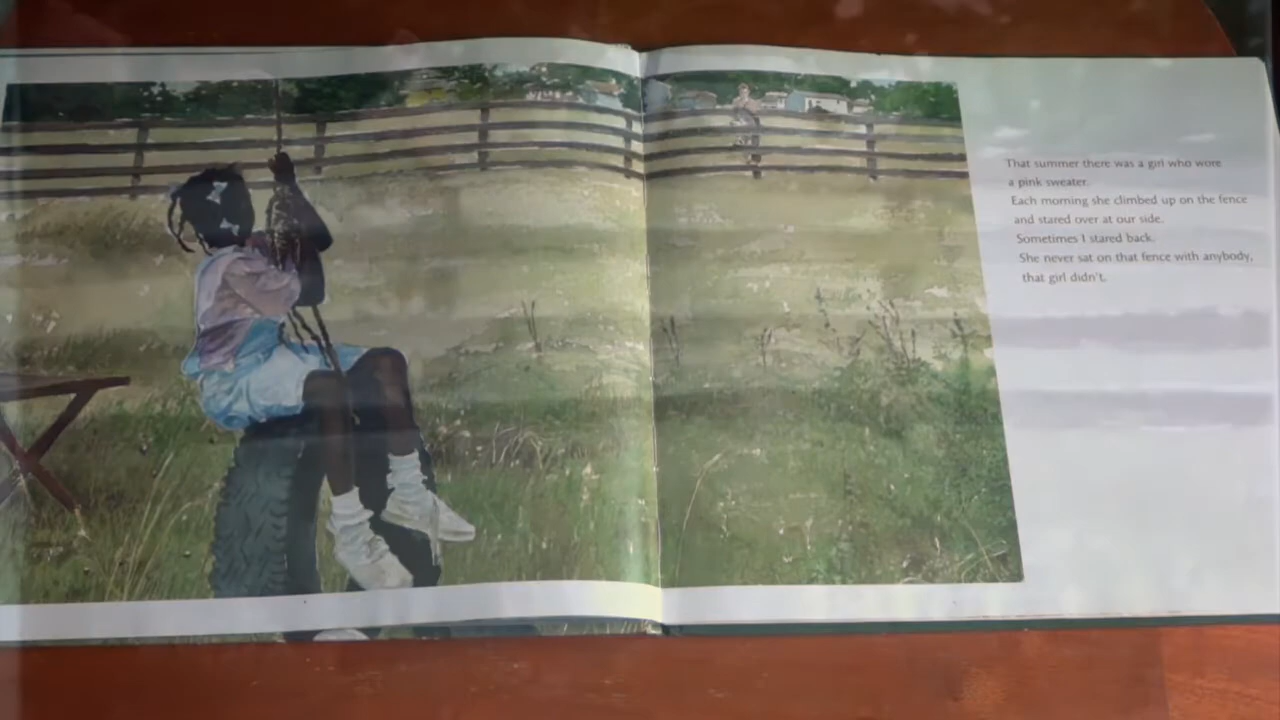 That summer there was a girl who wore
a pink sweater.
Each morning she climbed up on the fence
and stared over at our side.
Sometimes I stared back.
She never sat on that fence with anybody,
that girl didn't.